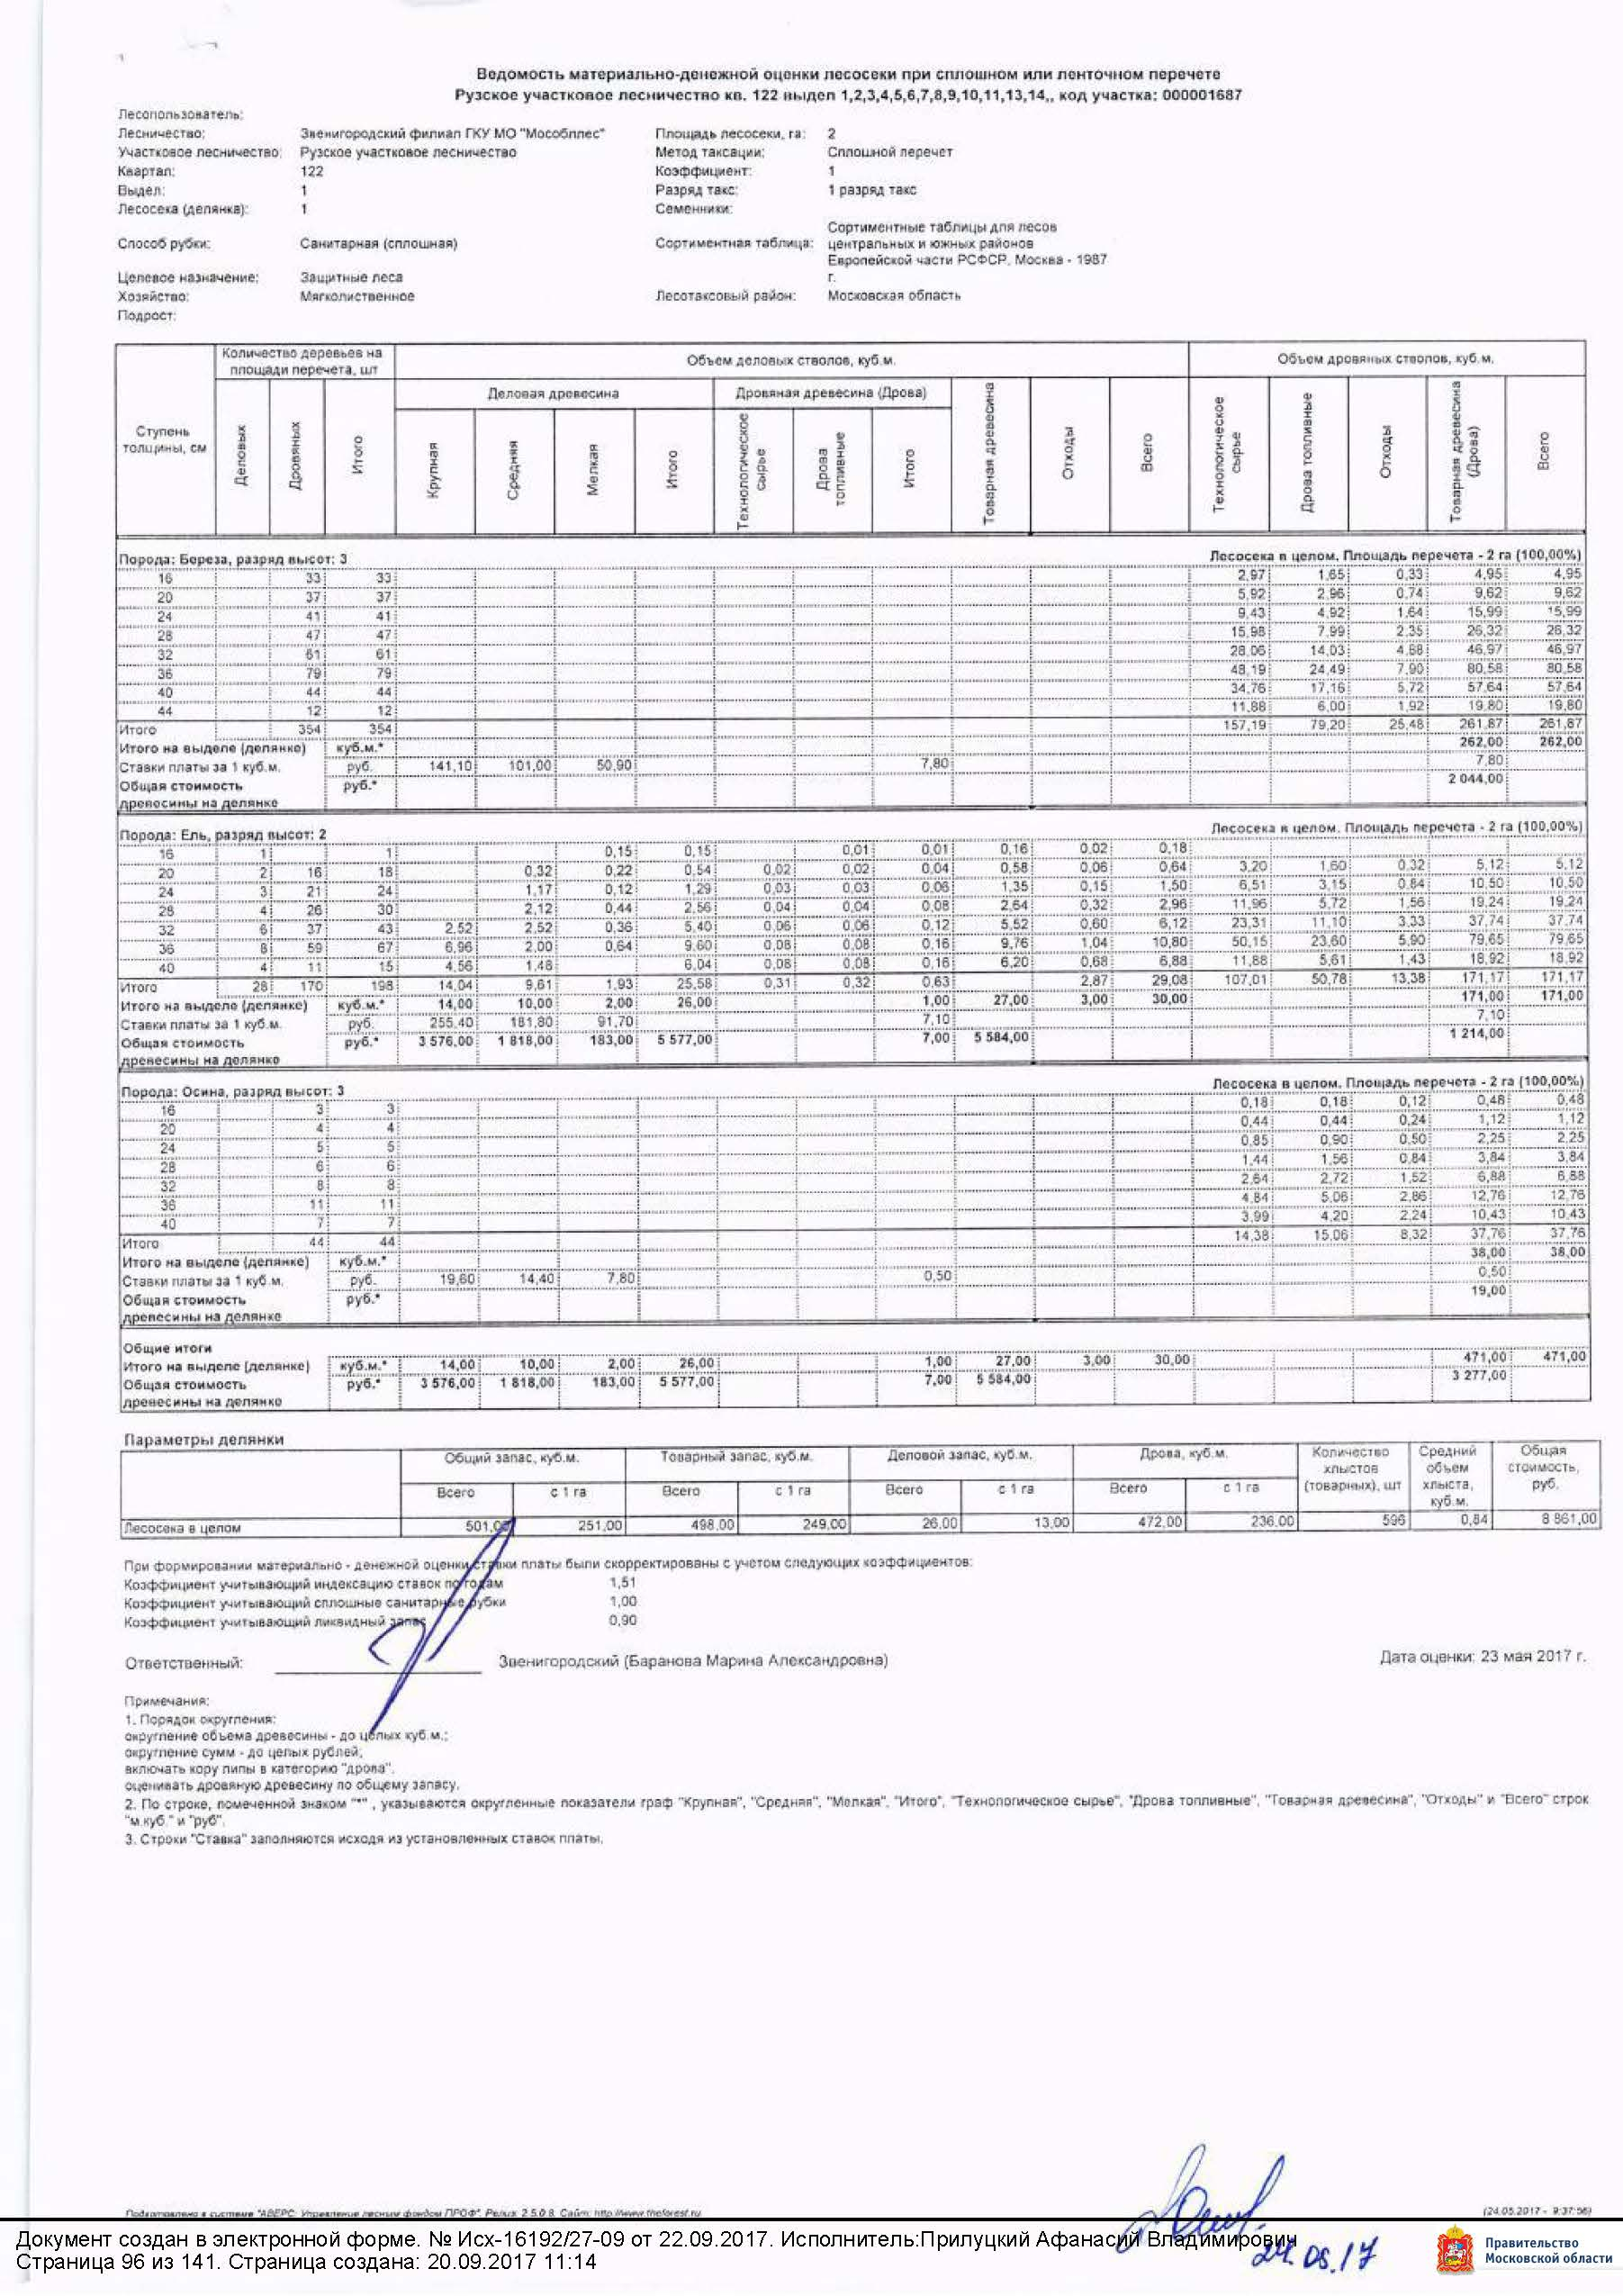 Ведомость материально-денежной оценки лесосеки при сплошном или ленточном перечете
Рузское участковое лесничество кв. 122 выдел 1,2,3,4,5,6,7,8,9,10,11,13,14,, код участка: 000001687
Лесопользователь:
Лесничество: Звенигородский филиал ГКУ МО "Мособллес" Площадь лесосеки, га: 2
Участковое лесничество: Рузское участковое лесничество Метод таксации: Сплошной перечет
Квартал: 122 Коэффициент: 1
Выдел: 1 Разряд такс: 1 разряд такс
Лесосека (делянка): 1 Семенники:
Способ рубки: Санитарная (сплошная) Сортиментная таблица: Сортиментные таблицы для лесов
центральных и южных районов
Европейской части РСФСР, Москва - 1987
г.
Целевое назначение: Защитные леса
Хозяйство: Мягколиственное Лесотаксовый район: Московская область
Подрост:
Ступень толщины, см Количество деревьев на площади перечета, шт Объем деловых стволов, куб.м. Объем дровяных стволов, куб.м.
Деловая древесина Дровяная древесина (Дрова)
Деловых Дровяных Итого Крупная Средняя Мелкая Итого Технологическое сырье Дрова топливные Итого Товарная древесина Отходы Всего Технологическое сырье Дрова топливные Отходы Товарная древесина (Дрова) Всего
Порода: Береза, разряд высот: 3 Лесосека в целом. Площадь перечета - 2 га (100,00%)
16 33 33 2,97 1,65 0,33 4,95 4,95
20 37 37 5,92 2,96 0,74 9,62 9,62
24 41 41 9,43 4,92 1,64 15,99 15,99
28 47 47 15,98 7,99 2,35 26,32 26,32
32 61 61 28,06 14,03 4,88 46,97 46,97
36 79 79 48,19 24,49 7,90 80,58 80,58
40 44 44 34,76 17,16 5,72 57,64 57,64
44 12 12 11,88 6,00 1,92 19,80 19,80
Итого 354 354 157,19 79,20 25,48 261,87 261,87
Итого на выделе (делянке) куб.м.* 262,00 262,00
Ставки платы за 1 куб.м. руб. 141,10 101,00 50,90 7,80 7,80
Общая стоимость руб.* 2 044,00
древесины на делянке
Порода: Ель, разряд высот: 2 Лесосека в целом. Площадь перечета - 2 га (100,00%)
16 1 1 0,15 0,15 0,01 0,01 0,16 0,02 0,18
20 2 16 18 0,32 0,22 0,54 0,02 0,02 0,04 0,58 0,06 0,64 3,20 1,60 0,32 5,12 5,12
24 3 21 24 1,17 0,12 1,29 0,03 0,03 0,06 1,35 0,15 1,50 6,51 3,15 0,84 10,50 10,50
28 4 26 30 2,12 0,44 2,56 0,04 0,04 0,08 2,64 0,32 2,96 11,96 5,72 1,56 19,24 19,24
32 6 37 43 2,52 2,52 0,36 5,40 0,06 0,06 0,12 5,52 0,60 6,12 23,31 11,10 3,33 37,74 37,74
36 8 59 67 6,96 2,00 0,64 9,60 0,08 0,08 0,16 9,76 1,04 10,80 50,15 23,60 5,90 79,65 79,65
40 4 11 15 4,56 1,48 6,04 0,08 0,08 0,16 6,20 0,68 6,88 11,88 5,61 1,43 18,92 18,92
Итого 28 170 198 14,04 9,61 1,93 25,58 0,31 0,32 0,63 2,87 29,08 107,01 50,78 13,38 171,17 171,17
Итого на выделе (делянке) куб.м.* 14,00 10,00 2,00 26,00 1,00 27,00 3,00 30,00 171,00 171,00
Ставки платы за 1 куб.м. руб. 255,40 181,80 91,70 7,10 7,10
Общая стоимость руб.* 3 576,00 1 818,00 183,00 5 577,00 7,00 5 584,00 1 214,00
древесины на делянке
Порода: Осина, разряд высот: 3 Лесосека в целом. Площадь перечета - 2 га (100,00%)
16 3 3 0,18 0,18 0,12 0,48 0,48
20 4 4 0,44 0,44 0,24 1,12 1,12
24 5 5 0,85 0,90 0,50 2,25 2,25
28 6 6 1,44 1,56 0,84 3,84 3,84
32 8 8 2,64 2,72 1,52 6,88 6,88
36 11 11 4,84 5,06 2,86 12,76 12,76
40 7 7 3,99 4,20 2,24 10,43 10,43
Итого 44 44 14,38 15,06 8,32 37,76 37,76
Итого на выделе (делянке) куб.м.* 38,00 38,00
Ставки платы за 1 куб.м. руб. 19,60 14,40 7,80 0,50 0,50
Общая стоимость руб.* 19,00
древесины на делянке
Общие итоги
Итого на выделе (делянке) куб.м.* 14,00 10,00 2,00 26,00 1,00 27,00 3,00 30,00 471,00 471,00
Общая стоимость руб.* 3 576,00 1 818,00 183,00 5 577,00 7,00 5 584,00 3 277,00
древесины на делянке
Параметры делянки
Общий запас, куб.м. Товарный запас, куб.м. Деловой запас, куб.м. Дрова, куб.м. Количество хлыстов (товарных), шт Средний объем хлыста, куб.м. Общая стоимость, руб.
Всего с 1 га Всего с 1 га Всего с 1 га Всего с 1 га
Лесосека в целом 501,00 251,00 498,00 249,00 26,00 13,00 472,00 236,00 596 0,84 8 861,00
При формировании материально - денежной оценки ставки платы были скорректированы с учетом следующих коэффициентов:
Коэффициент учитывающий индексацию ставок по годам 1,51
Коэффициент учитывающий сплошные санитарные рубки 1,00
Коэффициент учитывающий ликвидный запас 0,90
Ответственный: Звенигородский (Баранова Марина Александровна) Дата оценки: 23 мая 2017 г.
Примечания:
1. Порядок округления:
округление объема древесины - до целых куб.м.;
округление сумм - до целых рублей;
включать кору липы в категорию "дрова".
оценивать дровяную древесину по общему запасу.
2. По строке, помеченной знаком "*" , указываются округленные показатели граф "Крупная", "Средняя", "Мелкая", "Итого", "Технологическое сырье", "Дрова топливные", "Товарная древесина", "Отходы" и "Всего" строк
"м.куб." и "руб".
3. Строки "Ставка" заполняются исходя из установленных ставок платы.
Подготовлено в системе "АВЕРС: Управление лесным фондом ПРОФ". Релиз: 2.5.0.8. Сайт: http://www.theforest.ru
(24.05.2017 - 9:37:56)
Документ создан в электронной форме. № Исх-16192/27-09 от 22.09.2017. Исполнитель:Прилуцкий Афанасий Владимирович
Страница 96 из 141. Страница создана: 20.09.2017 11:14
24.05.17
Правительство
Московской области